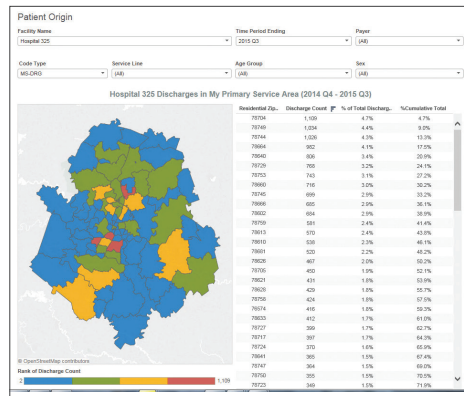 Patient Origin
Facility Name Time Period Ending Payer
Hospital 325 2015 Q3 (All)
Code Type Service Line Age Group Sex
MS-DRG (All) (All) (All)
Hospital 325 Discharges in My Primary Service Area (2014 Q4 - 2015 Q3)
Residential Zip.. Discharge Count % of Total Discharg.. %Cumulative Total
78704 1,109 4.7% 4.7%
78749 1,034 4.4% 9.0%
78744 1,026 4.3% 13.3%
78664 982 4.1% 17.5%
78640 806 3.4% 20.9%
78729 768 3.2% 24.1%
78753 743 3.1% 27.2%
78660 716 3.0% 30.2%
78745 699 2.9% 33.2%
78666 685 2.9% 36.1%
78602 684 2.9% 38.9%
78759 581 2.4% 41.4%
78613 570 2.4% 43.8%
78610 538 2.3% 46.1%
78681 520 2.2% 48.2%
78626 467 2.0% 50.2%
78705 450 1.9% 52.1%
78621 431 1.8% 53.9%
78628 429 1.8% 55.7%
78758 424 1.8% 57.5%
78574 416 1.8% 59.3%
78633 412 1.7% 61.0%
78727 399 1.7% 62.7%
78717 397 1.7% 64.3%
78724 370 1.6% 65.9%
78641 365 1.5% 67.4%
78747 364 1.5% 69.0%
78750 355 1.5% 70.5%
78723 349 1.5% 71.9%
© OpenStreetMap contributors
Rank of Discharge Count
2 1,109